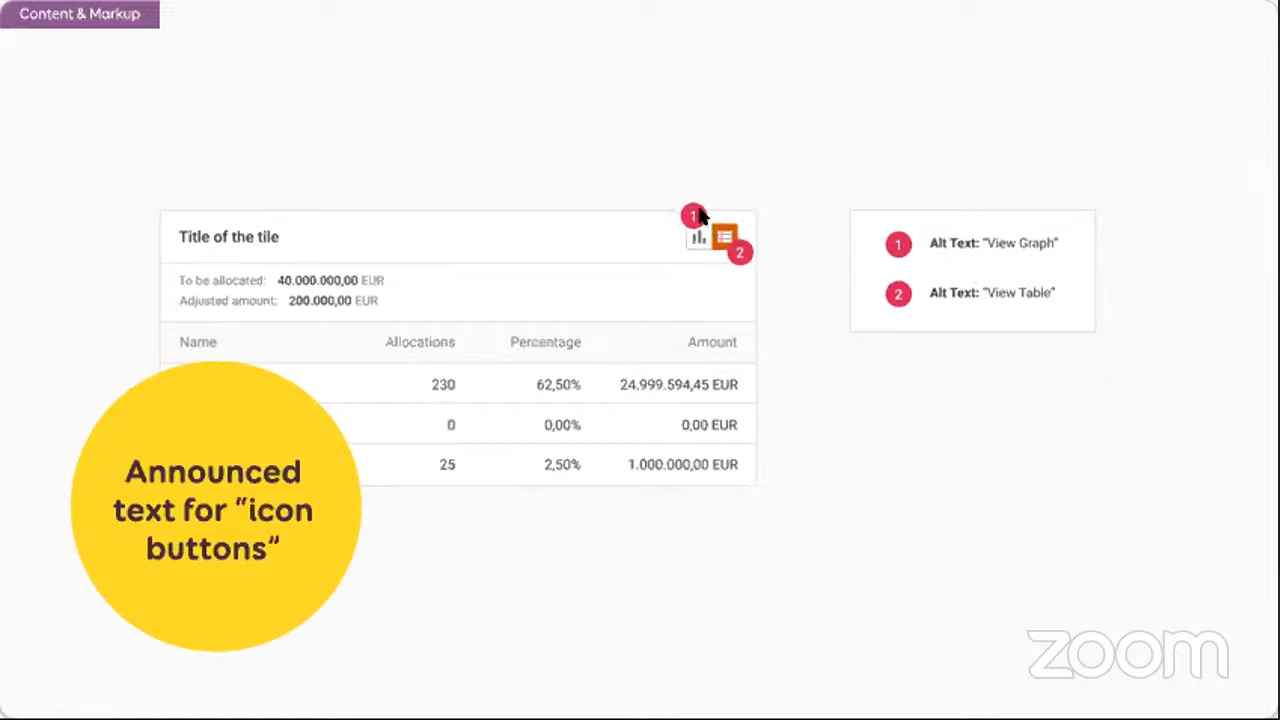 Content & Markup
1
Title of the tile
2
To be allocated: 40.000.000,00 EUR
Adjusted amount: 200.000,00 EUR
Name Allocations Percentage Amount
230 62,50% 24.999.594,45 EUR
0 0,00% 0,00 EUR
25 2,50% 1.000.000,00 EUR
1 Alt Text: “View Graph”
2 Alt Text: “View Table”
Announced
text for “icon
buttons”
zoom